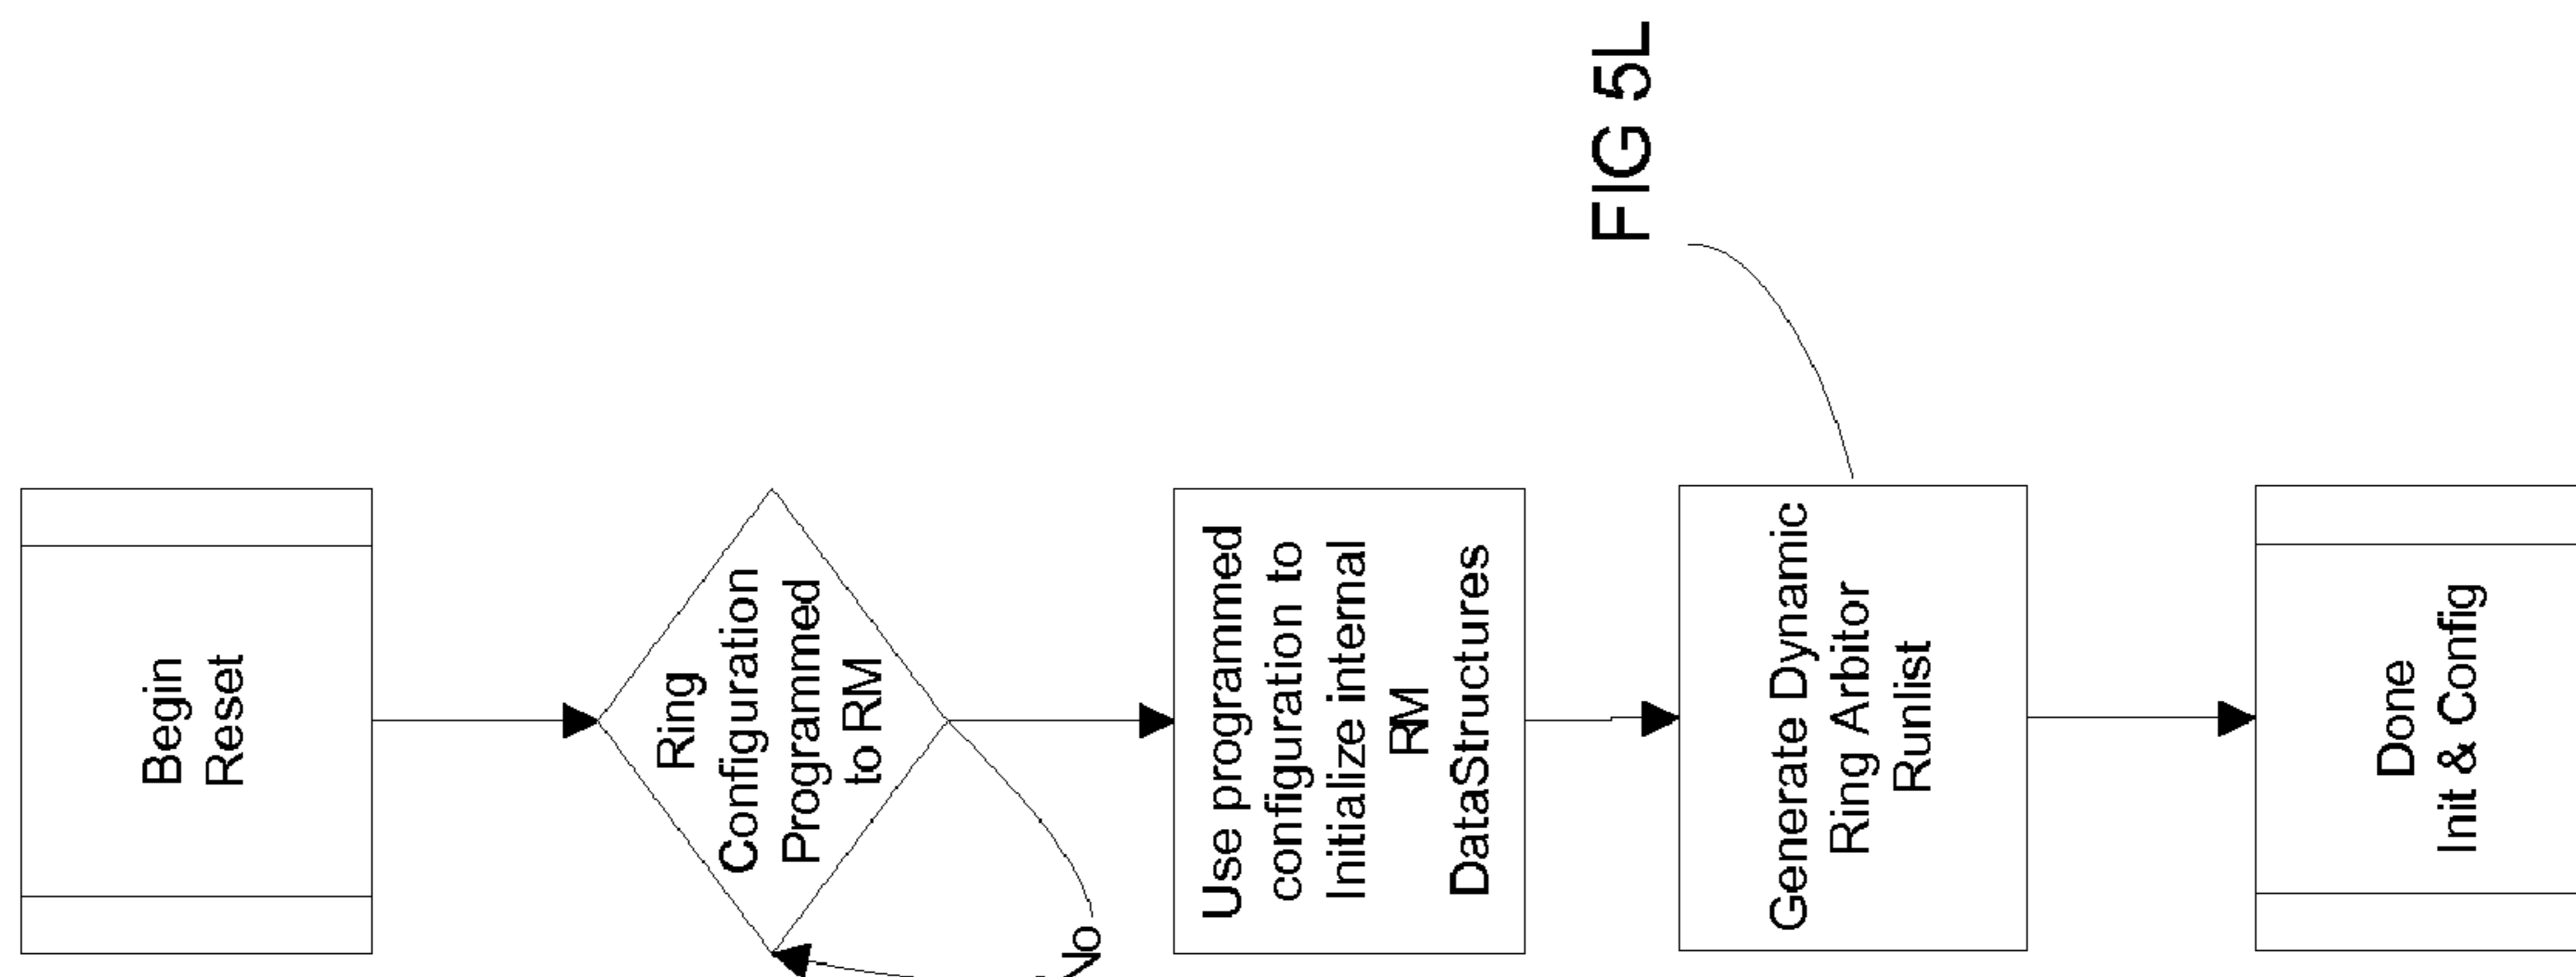 Begin
Reset
Ring
Configuration
Programmed
to RM
No
Use programmed
configuration to
Initialize internal
RM
DataStructures
FIG 5L
Generate Dynamic
Ring Arbitor
Runlist
Done
Init & Config